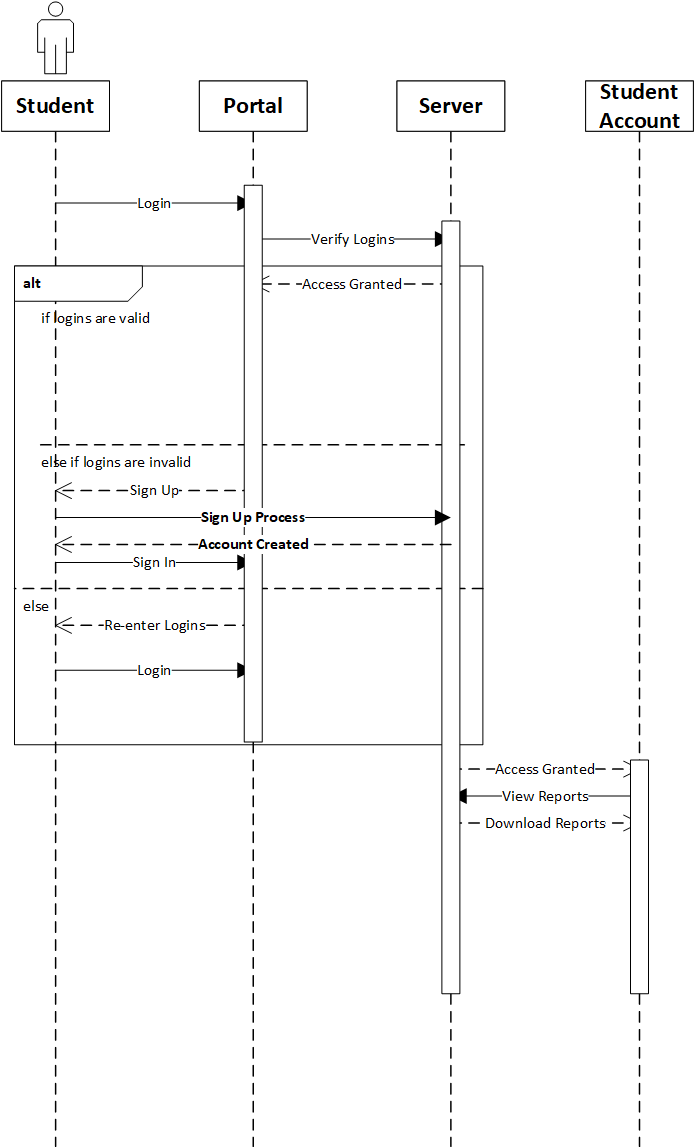 Student
Portal
Server
Student
Account
Login
Verify Logins
alt
Access Granted
if logins are valid
else if logins are invalid
Sign Up
Sign Up Process
Account Created
Sign In
else
Re-enter Logins
Login
Access Granted
View Reports
Download Reports